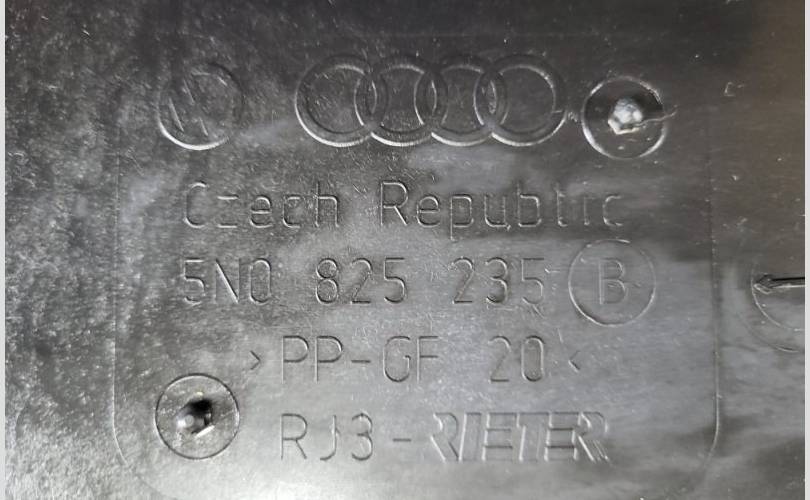 Czech Republic
5N0 825 235 B
>PP-GF 20<
RJ3-RIETER